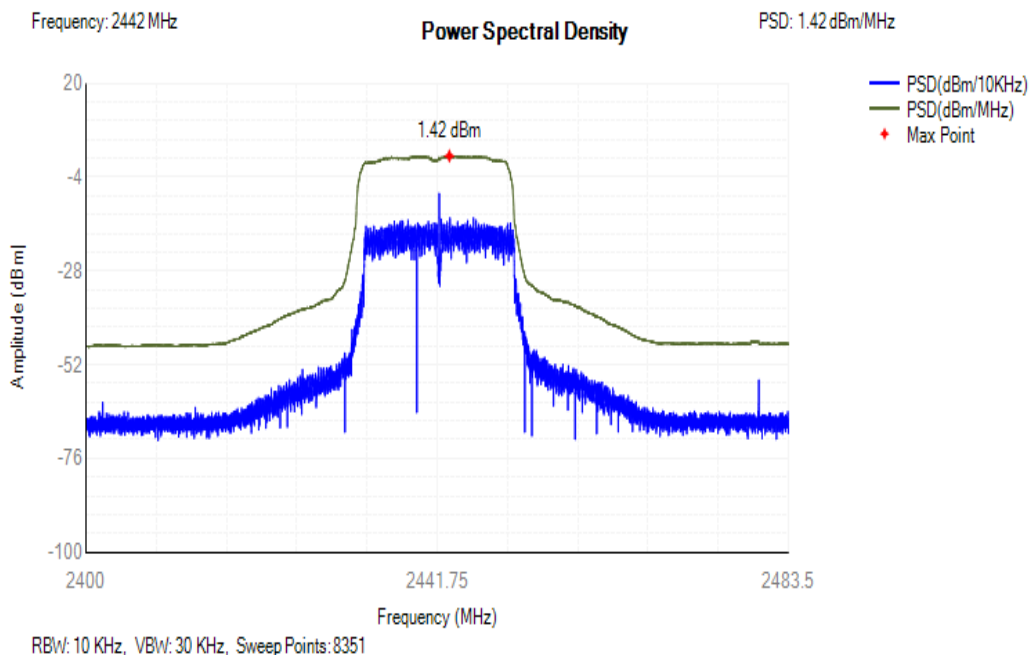 Frequency: 2442 MHz
Power Spectral Density
PSD: 1.42 dBm/MHz
PSD(dBm/10KHz)
PSD(dBm/MHz)
Max Point
1.42 dBm
20
-4
-28
-52
-76
-100
Amplitude [dBm]
2400
2441.75
2483.5
Frequency (MHz)
RBW: 10 KHz, VBW: 30 KHz, Sweep Points: 8351